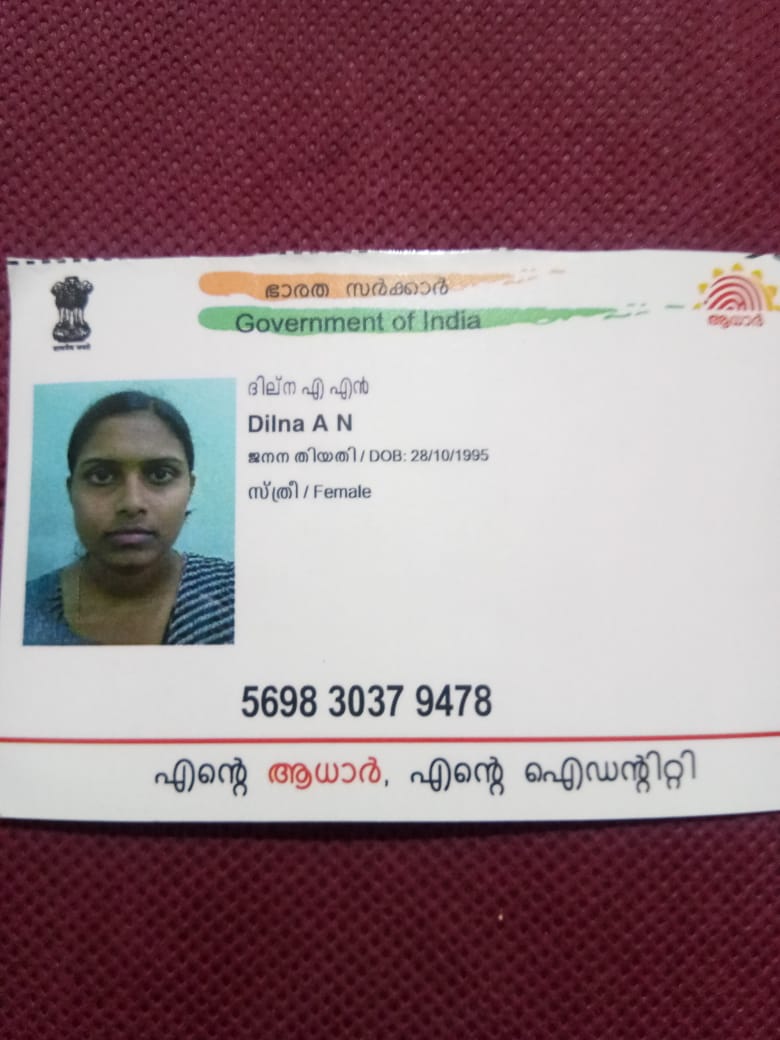 ഭാരത സർക്കാർ
Government of India
ആധാർ
ദില്ന എ എൻ
Dilna A N
ജനന തിയതി / DOB: 28/10/1995
സ്ത്രീ / Female
5698 3037 9478
എന്റെ ആധാർ, എന്റെ ഐഡന്റിറ്റി